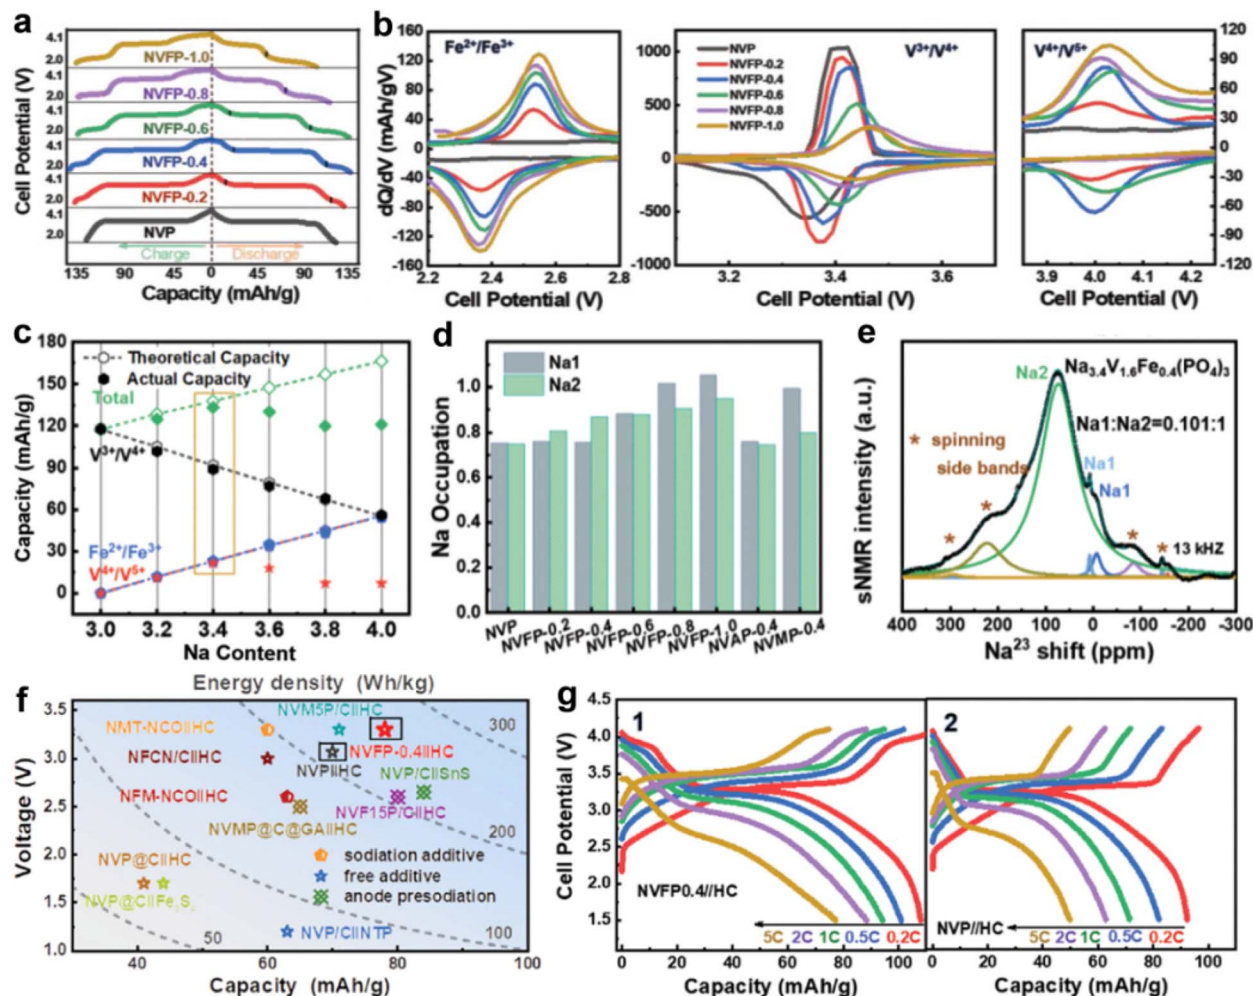 a
4.1
2.0
NVFP-1.0
4.1
2.0
NVFP-0.8
4.1
2.0
NVFP-0.6
4.1
2.0
NVFP-0.4
4.1
2.0
NVFP-0.2
4.1
2.0
NVP
Charge
Discharge
135 90 45 0 45 90 135
Capacity (mAh/g)
Cell Potential (V)
b
Fe²⁺/Fe³⁺
160
120
80
40
0
-40
-80
-110
-160
2.2 2.4 2.6 2.8
Cell Potential (V)
dQ/dV (mAh/gV)
V³⁺/V⁴⁺
NVP
NVFP-0.2
NVFP-0.4
NVFP-0.6
NVFP-0.8
NVFP-1.0
1000
500
0
-500
-1000
3.2 3.4 3.6
Cell Potential (V)
V⁴⁺/V⁵⁺
120
90
60
30
0
-30
-60
-90
-120
4.0 4.2
Cell Potential (V)
c
180
150
120
90
60
30
0
Theoretical Capacity
Actual Capacity
Total
V³⁺/V⁴⁺
Fe²⁺/Fe³⁺
V⁴⁺/V⁵⁺
3.0 3.2 3.4 3.6 3.8 4.0
Na Content
Capacity (mAh/g)
d
Na1
Na2
1.0
0.8
0.6
0.4
0.2
0.0
NVP NVFP-0.2 NVFP-0.4 NVFP-0.6 NVFP-0.8 NVFP-1.0 NVAP-0.4 NVMP-0.4
Na Occupation
e
Na2
Na₃.₄V₁.₆Fe₀.₄(PO₄)₃
Na1:Na2=0.101:1
* spinning
side bands
Na1
Na1
13 kHZ
400 300 200 100 0 -100 -200 -300
Na²³ shift (ppm)
sNMR intensity (a.u.)
f
Energy density (Wh/kg)
3.5
3.0
2.5
2.0
1.5
1.0
NMT-NCO||HC
NVM5P/C||HC
300
NFCN/C||HC
NVFP-0.4||HC
NVP||HC
NVP/C||SnS
NFM-NCO||HC
NVF15P/C||HC
NVMP@C@GA||HC
200
NVP@C||HC
NVP@C||Fe₃S₄
sodiation additive
free additive
anode presodiation
50
NVP/C||NTP
100
40 60 80 100
Capacity (mAh/g)
Voltage (V)
g
1
4.5
4.0
3.5
3.0
2.5
2.0
1.5
NVFP0.4//HC
5C 2C 1C 0.5C 0.2C
0 20 40 60 80 100
Capacity (mAh/g)
Cell Potential (V)
2
NVP//HC
5C 2C 1C 0.5C 0.2C
0 20 40 60 80 100
Capacity (mAh/g)